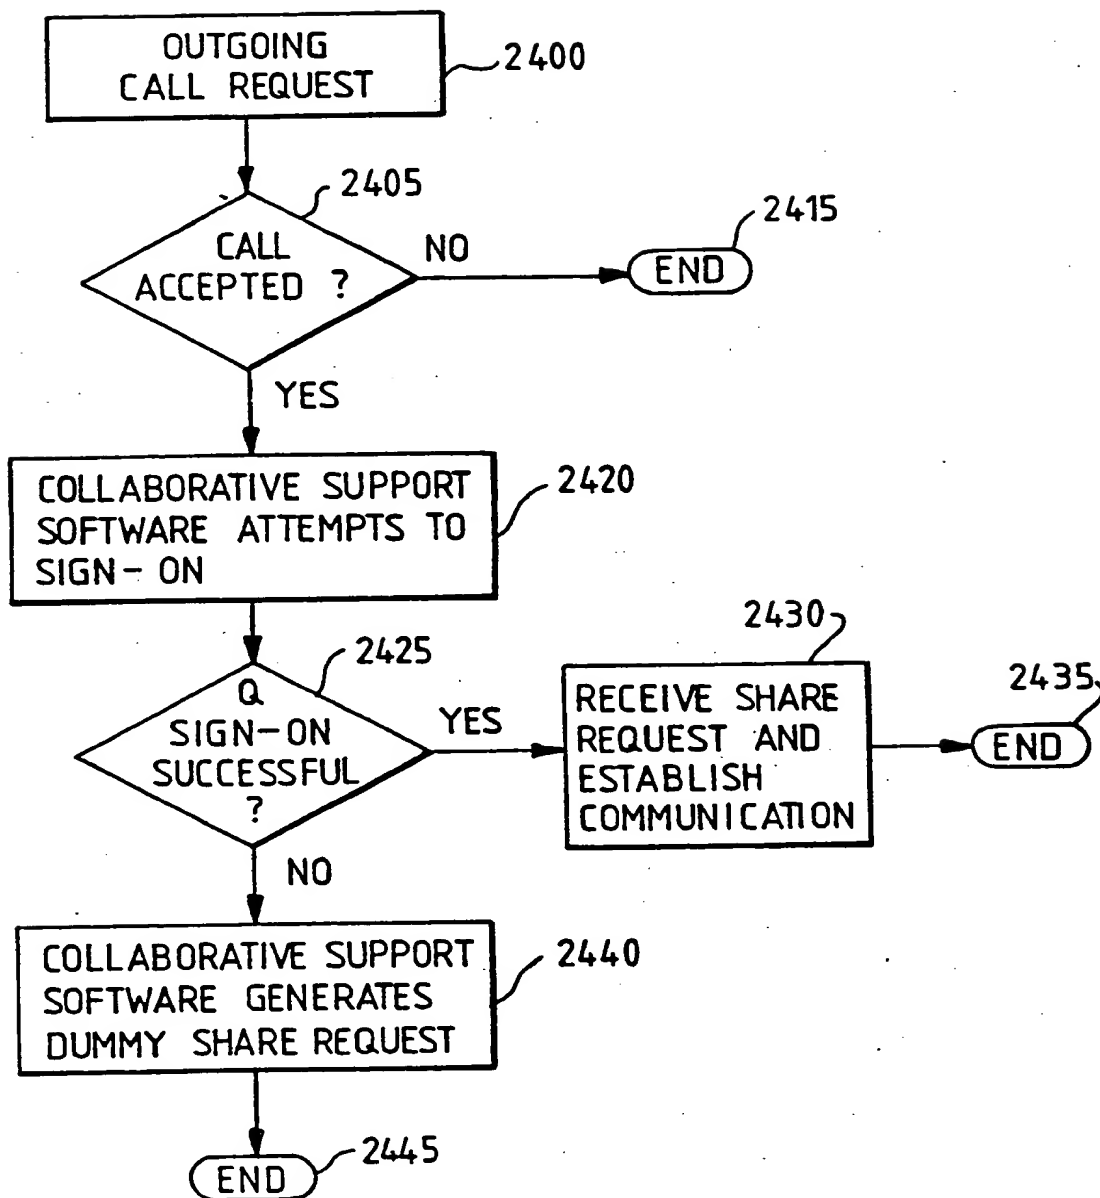 OUTGOING
CALL REQUEST
2400
2405
CALL
ACCEPTED ?
NO
2415
END
YES
COLLABORATIVE SUPPORT
SOFTWARE ATTEMPTS TO
SIGN-ON
2420
2425
Q
SIGN-ON
SUCCESSFUL
?
YES
2430
RECEIVE SHARE
REQUEST AND
ESTABLISH
COMMUNICATION
2435
END
NO
COLLABORATIVE SUPPORT
SOFTWARE GENERATES
DUMMY SHARE REQUEST
2440
END
2445